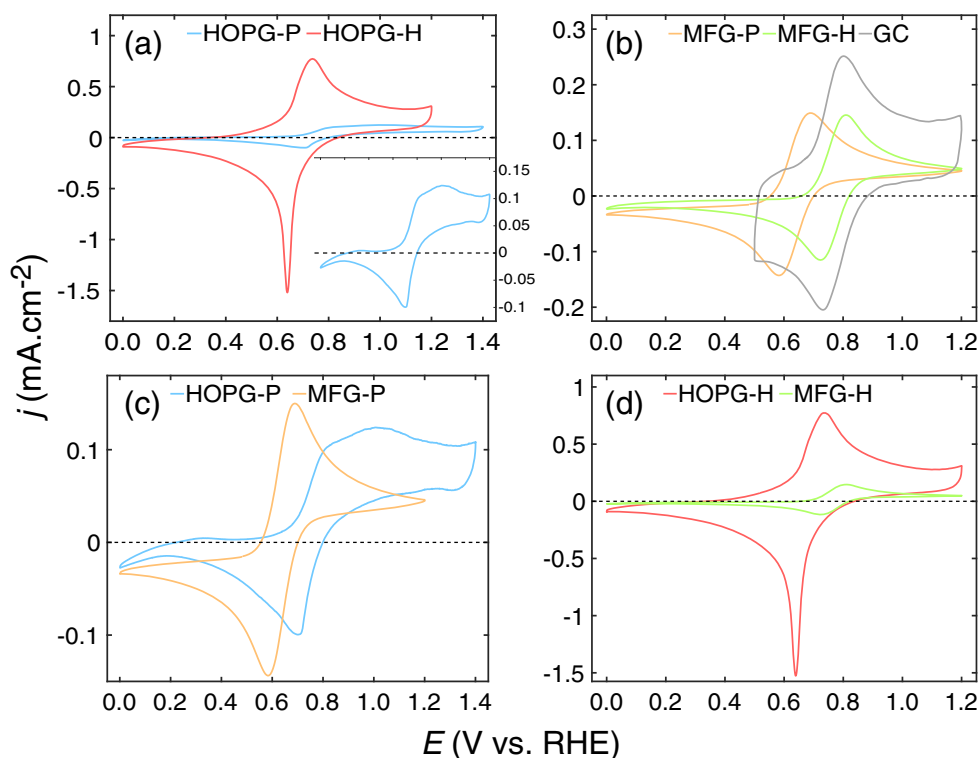 (a) HOPG-P HOPG-H
1
0.5
0
-0.5
-1
-1.5
0.15
0.1
0.05
0
-0.05
-0.1
0.0 0.2 0.4 0.6 0.8 1.0 1.2 1.4
(b) MFG-P MFG-H GC
0.3
0.2
0.1
0
-0.1
-0.2
0.0 0.2 0.4 0.6 0.8 1.0 1.2
(c) HOPG-P MFG-P
0.1
0
-0.1
0.0 0.2 0.4 0.6 0.8 1.0 1.2 1.4
(d) HOPG-H MFG-H
1
0.5
0
-0.5
-1
-1.5
0.0 0.2 0.4 0.6 0.8 1.0 1.2
j (mA.cm-2)
E (V vs. RHE)